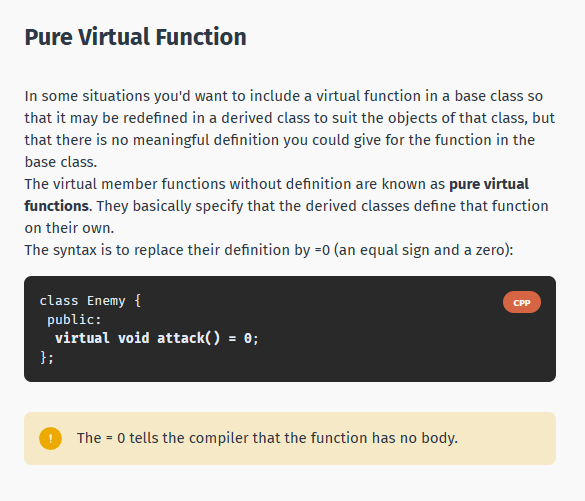 Pure Virtual Function
In some situations you'd want to include a virtual function in a base class so
that it may be redefined in a derived class to suit the objects of that class, but
that there is no meaningful definition you could give for the function in the
base class.
The virtual member functions without definition are known as pure virtual
functions. They basically specify that the derived classes define that function
on their own.
The syntax is to replace their definition by =0 (an equal sign and a zero):
class Enemy {
CPP
public:
virtual void attack() = 0;
};
! The = 0 tells the compiler that the function has no body.